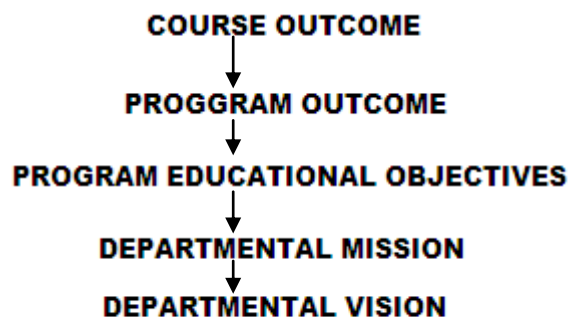 COURSE OUTCOME
PROGGRAM OUTCOME
PROGRAM EDUCATIONAL OBJECTIVES
DEPARTMENTAL MISSION
DEPARTMENTAL VISION